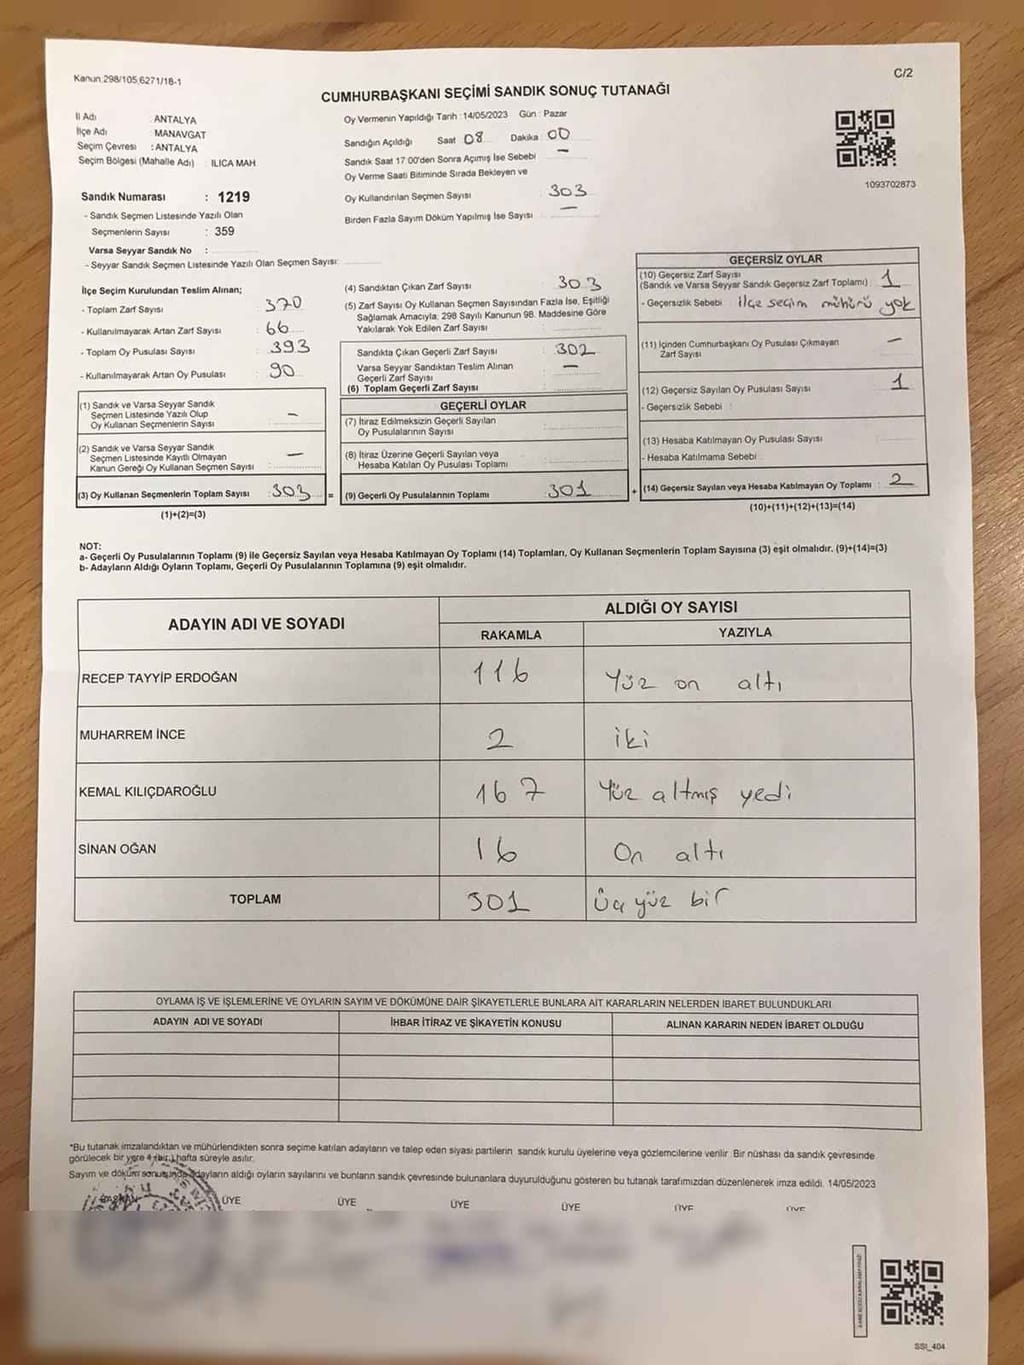 Kanun:298/105,6271/18-1
C/2
CUMHURBAŞKANI SEÇİMİ SANDIK SONUÇ TUTANAĞI
İl Adı : ANTALYA
İlçe Adı : MANAVGAT
Seçim Çevresi : ANTALYA
Seçim Bölgesi (Mahalle Adı) : ILICA MAH
Sandık Numarası : 1219
- Sandık Seçmen Listesinde Yazılı Olan
Seçmenlerin Sayısı : 359
Varsa Seyyar Sandık No :
- Seyyar Sandık Seçmen Listesinde Yazılı Olan Seçmen Sayısı:
Oy Vermenin Yapıldığı Tarih : 14/05/2023 Gün : Pazar
Sandığın Açıldığı Saat 08 Dakika : 00
Sandık Saat 17:00'den Sonra Açımış İse Sebebi : —
Oy Verme Saati Bitiminde Sırada Bekleyen ve
Oy Kullandırılan Seçmen Sayısı : 303
Birden Fazla Sayım Döküm Yapılmış İse Sayısı : —
1093702873
İlçe Seçim Kurulundan Teslim Alınan;
- Toplam Zarf Sayısı : 370
- Kullanılmayarak Artan Zarf Sayısı : 66
- Toplam Oy Pusulası Sayısı : 393
- Kullanılmayarak Artan Oy Pusulası : 90
(1) Sandık ve Varsa Seyyar Sandık
Seçmen Listesinde Yazılı Olup
Oy Kullanan Seçmenlerin Sayısı : —
(2) Sandık ve Varsa Seyyar Sandık
Seçmen Listesinde Kayıtlı Olmayan
Kanun Gereği Oy Kullanan Seçmen Sayısı : —
(3) Oy Kullanan Seçmenlerin Toplam Sayısı : 303 =
(1)+(2)=(3)
(4) Sandıktan Çıkan Zarf Sayısı : 303
(5) Zarf Sayısı Oy Kullanan Seçmen Sayısından Fazla İse, Eşitliği
Sağlamak Amacıyla, 298 Sayılı Kanunun 98. Maddesine Göre
Yakılarak Yok Edilen Zarf Sayısı :
Sandıkta Çıkan Geçerli Zarf Sayısı : 302
Varsa Seyyar Sandıktan Teslim Alınan
Geçerli Zarf Sayısı : —
(6) Toplam Geçerli Zarf Sayısı :
GEÇERLİ OYLAR
(7) İtiraz Edilmeksizin Geçerli Sayılan
Oy Pusulalarının Sayısı :
(8) İtiraz Üzerine Geçerli Sayılan veya
Hesaba Katılan Oy Pusulası Toplamı :
(9) Geçerli Oy Pusulalarının Toplamı : 301 +
GEÇERSİZ OYLAR
(10) Geçersiz Zarf Sayısı
(Sandık ve Varsa Seyyar Sandık Geçersiz Zarf Toplamı) : 1
- Geçersizlik Sebebi : ilçe seçim mührü yok
(11) İçinden Cumhurbaşkanı Oy Pusulası Çıkmayan
Zarf Sayısı : —
(12) Geçersiz Sayılan Oy Pusulası Sayısı : 1
- Geçersizlik Sebebi :
(13) Hesaba Katılmayan Oy Pusulası Sayısı :
- Hesaba Katılmama Sebebi :
(14) Geçersiz Sayılan veya Hesaba Katılmayan Oy Toplamı : 2
(10)+(11)+(12)+(13)=(14)
NOT:
a- Geçerli Oy Pusulalarının Toplamı (9) ile Geçersiz Sayılan veya Hesaba Katılmayan Oy Toplamı (14) Toplamları, Oy Kullanan Seçmenlerin Toplam Sayısına (3) eşit olmalıdır. (9)+(14)=(3)
b- Adayların Aldığı Oyların Toplamı, Geçerli Oy Pusulalarının Toplamına (9) eşit olmalıdır.
ADAYIN ADI VE SOYADI
ALDIĞI OY SAYISI
RAKAMLA YAZIYLA
RECEP TAYYİP ERDOĞAN 116 Yüz on altı
MUHARREM İNCE 2 iki
KEMAL KILIÇDAROĞLU 167 Yüz altmış yedi
SİNAN OĞAN 16 On altı
TOPLAM 301 Üç yüz bir
OYLAMA İŞ VE İŞLEMLERİNE VE OYLARIN SAYIM VE DÖKÜMÜNE DAİR ŞİKAYETLERLE BUNLARA AİT KARARLARIN NELERDEN İBARET BULUNDUKLARI
ADAYIN ADI VE SOYADI İHBAR İTİRAZ VE ŞİKAYETİN KONUSU ALINAN KARARIN NEDEN İBARET OLDUĞU
*Bu tutanak imzalandıktan ve mühürlendikten sonra seçime katılan adayların ve talep eden siyasi partilerin sandık kurulu üyelerine veya gözlemcilerine verilir. Bir nüshası da sandık çevresinde
görülecek bir yere 1 (bir) hafta süreyle asılır.
Sayım ve döküm sonucunda adayların aldığı oyların sayılarını ve bunların sandık çevresinde bulunanlara duyurulduğunu gösteren bu tutanak tarafımızdan düzenlenerek imza edildi. 14/05/2023
BAŞKAN ÜYE ÜYE ÜYE ÜYE ÜYE ÜYE
SSI_404